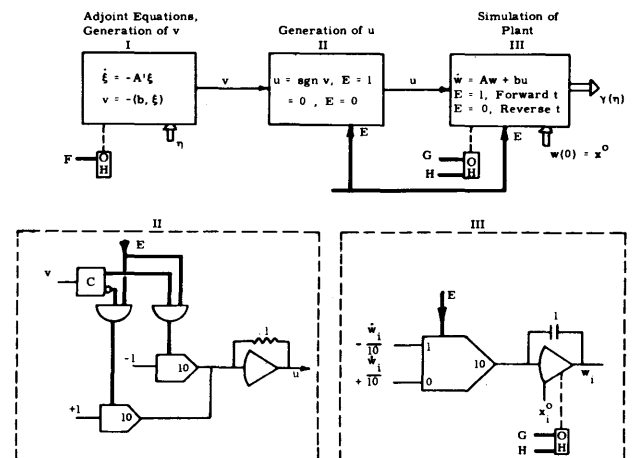 Adjoint Equations,
Generation of v
I
Generation of u
II
Simulation of
Plant
III
ξ̇ = -A'ξ
v = -(b, ξ)
v
u = sgn v, E = 1
= 0 , E = 0
u
ẇ = Aw + bu
E = 1, Forward t
E = 0, Reverse t
γ(η)
η
E
E
w(0) = x°
F
O
H
G
H
O
H
II
E
v
C
-1
10
.1
u
+1
10
III
E
- ẇi/10
1
+ ẇi/10
0
10
1
wi
xi°
G
H
O
H